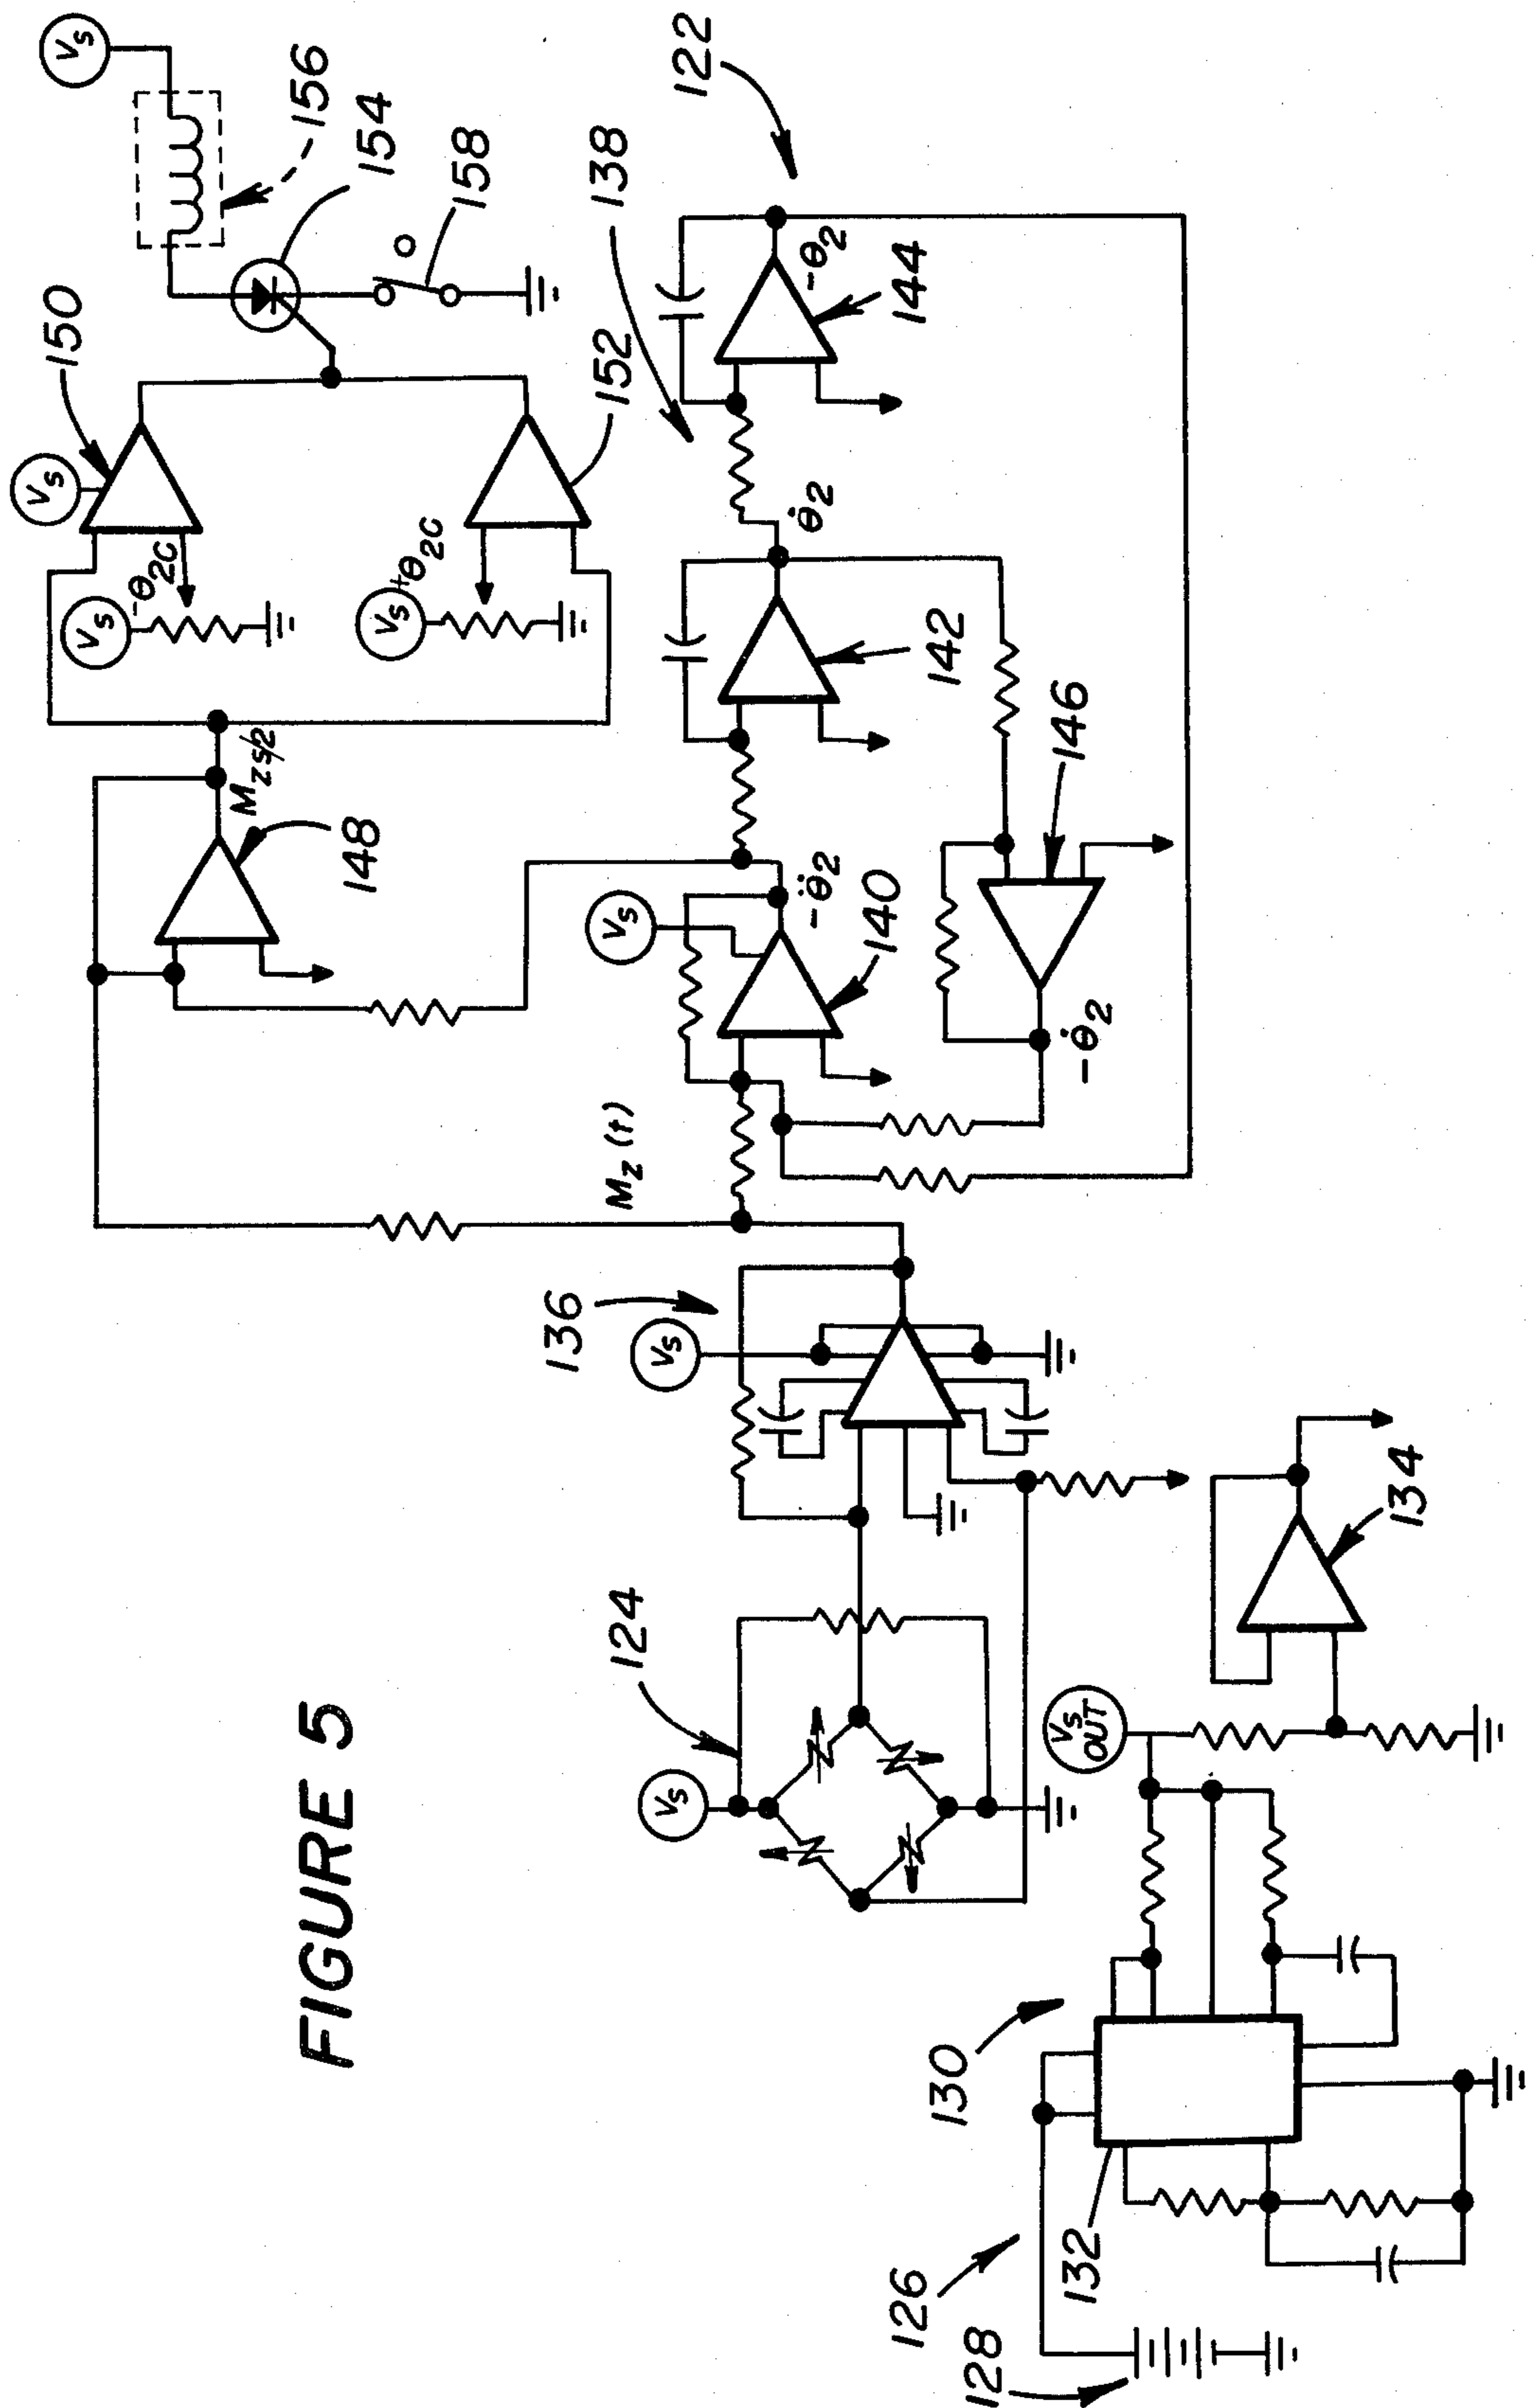 FIGURE 5
Vs
150
Vs
Vs
-θ2C
156
154
158
Mzs/2
148
Vs
+θ2C
152
136
Vs
Mz(t)
Vs
-θ̈2
140
142
θ̇2
138
-θ2
144
122
124
Vs
146
-θ̇2
126
128
130
132
Vs
OUT
134